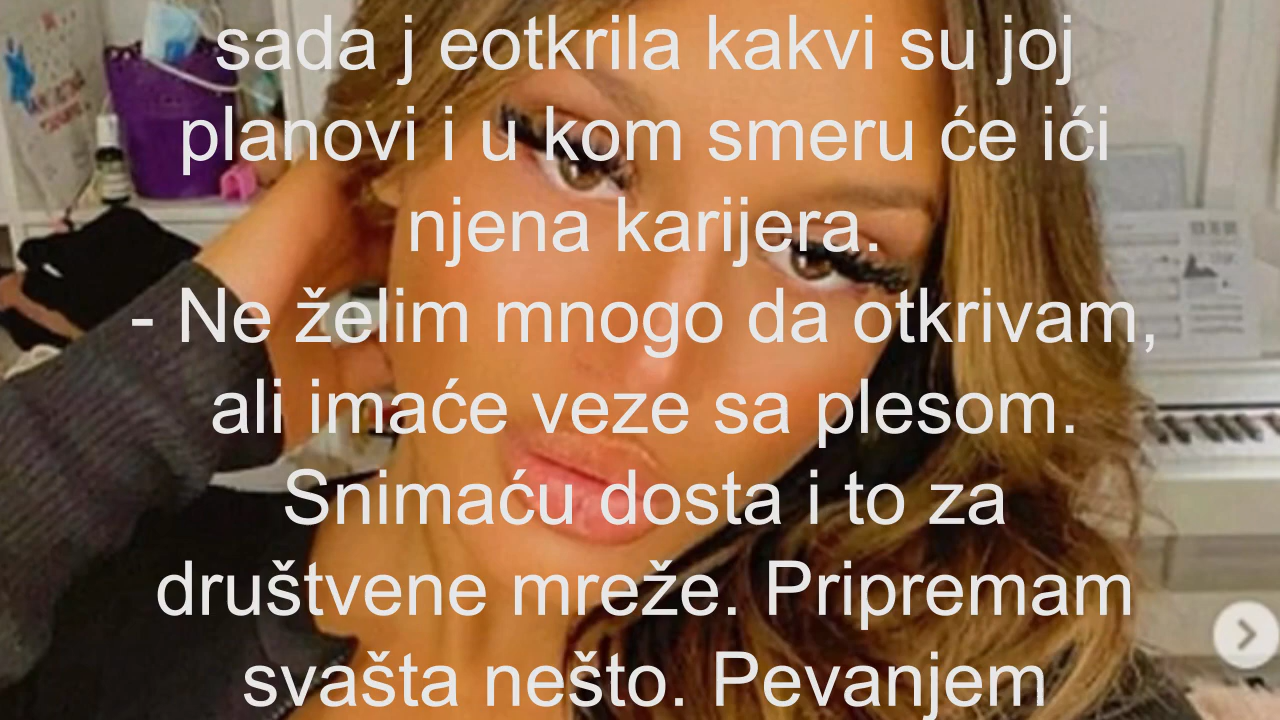 sada j eotkrila kakvi su joj
planovi i u kom smeru će ići
njena karijera.
- Ne želim mnogo da otkrivam,
ali imaće veze sa plesom.
Snimaću dosta i to za
društvene mreže. Pripremam
svašta nešto. Pevanjem